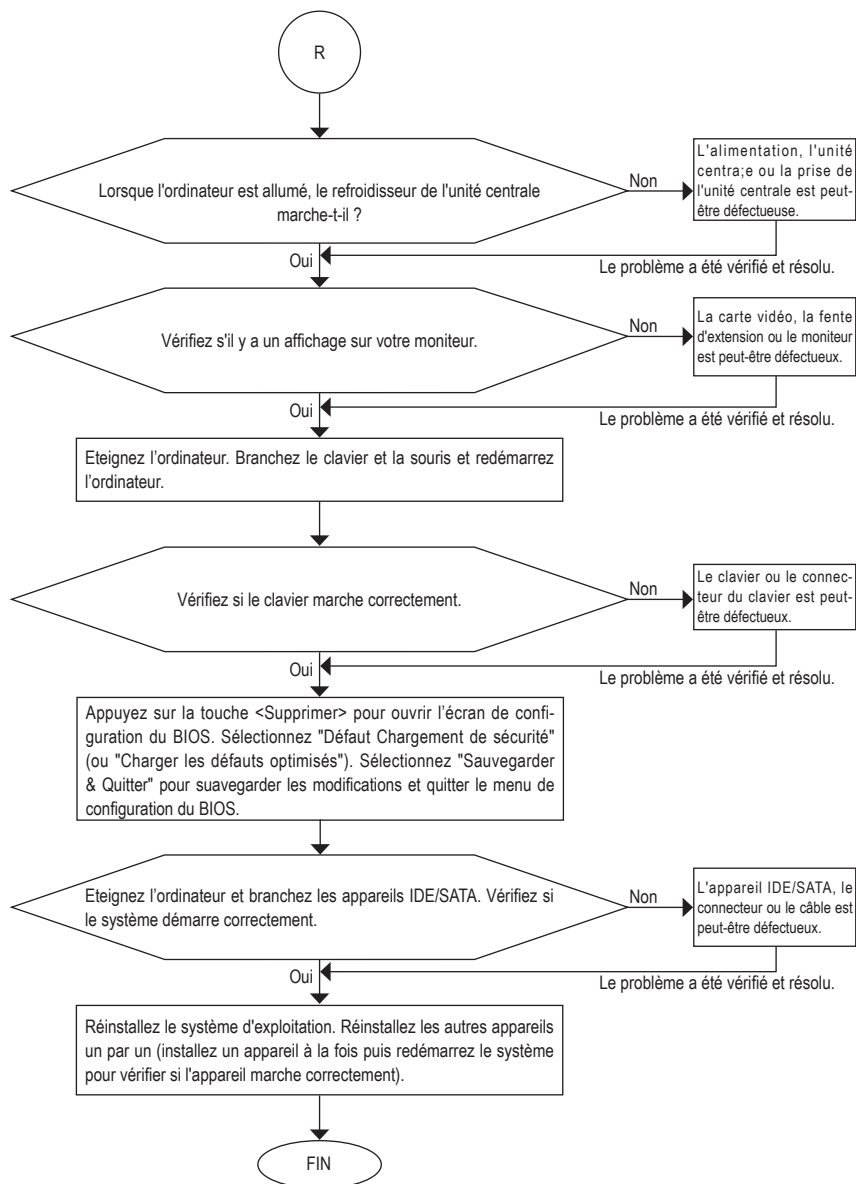 R
Lorsque l'ordinateur est allumé, le refroidisseur de l'unité centrale
marche-t-il ?
Non
L'alimentation, l'unité
centra;e ou la prise de
l'unité centrale est peut-
être défectueuse.
Oui
Le problème a été vérifié et résolu.
Vérifiez s'il y a un affichage sur votre moniteur.
Non
La carte vidéo, la fente
d'extension ou le moniteur
est peut-être défectueux.
Oui
Le problème a été vérifié et résolu.
Eteignez l’ordinateur. Branchez le clavier et la souris et redémarrez
l’ordinateur.
Vérifiez si le clavier marche correctement.
Non
Le clavier ou le connec-
teur du clavier est peut-
être défectueux.
Oui
Le problème a été vérifié et résolu.
Appuyez sur la touche <Supprimer> pour ouvrir l’écran de confi-
guration du BIOS. Sélectionnez "Défaut Chargement de sécurité"
(ou "Charger les défauts optimisés"). Sélectionnez "Sauvegarder
& Quitter" pour suavegarder les modifications et quitter le menu de
configuration du BIOS.
Eteignez l’ordinateur et branchez les appareils IDE/SATA. Vérifiez si
le système démarre correctement.
Non
L'appareil IDE/SATA, le
connecteur ou le câble est
peut-être défectueux.
Oui
Le problème a été vérifié et résolu.
Réinstallez le système d'exploitation. Réinstallez les autres appareils
un par un (installez un appareil à la fois puis redémarrez le système
pour vérifier si l'appareil marche correctement).
FIN